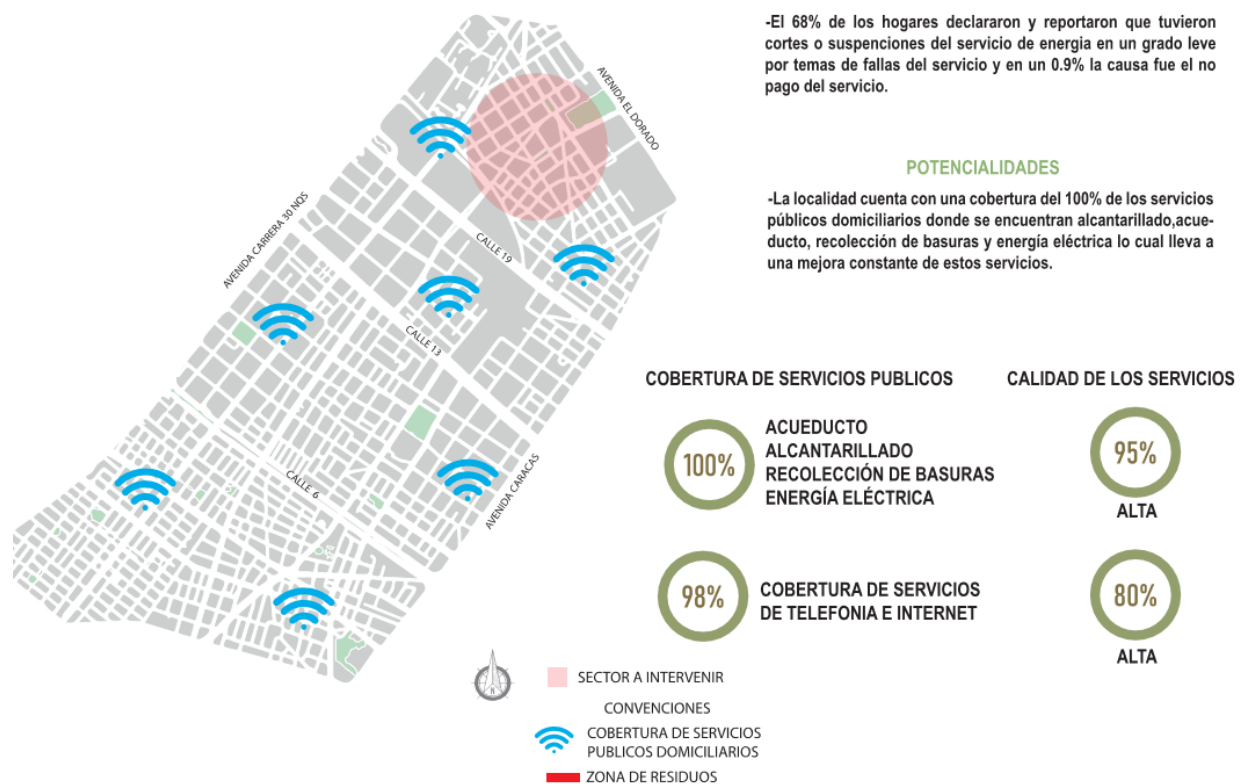 -El 68% de los hogares declararon y reportaron que tuvieron
cortes o suspenciones del servicio de energia en un grado leve
por temas de fallas del servicio y en un 0.9% la causa fue el no
pago del servicio.
POTENCIALIDADES
-La localidad cuenta con una cobertura del 100% de los servicios
públicos domiciliarios donde se encuentran alcantarillado,acue-
ducto, recolección de basuras y energía eléctrica lo cual lleva a
una mejora constante de estos servicios.
AVENIDA EL DORADO
AVENIDA CARRERA 30 NQS
CALLE 19
CALLE 13
CALLE 6
AVENIDA CARACAS
COBERTURA DE SERVICIOS PUBLICOS
100%
ACUEDUCTO
ALCANTARILLADO
RECOLECCIÓN DE BASURAS
ENERGÍA ELÉCTRICA
98%
COBERTURA DE SERVICIOS
DE TELEFONIA E INTERNET
CALIDAD DE LOS SERVICIOS
95%
ALTA
80%
ALTA
N
SECTOR A INTERVENIR
CONVENCIONES
COBERTURA DE SERVICIOS
PUBLICOS DOMICILIARIOS
ZONA DE RESIDUOS